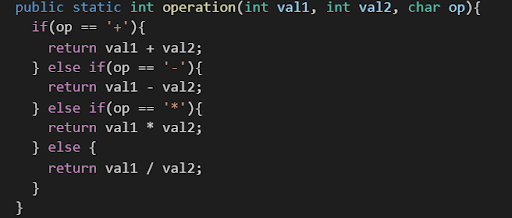 public static int operation(int val1, int val2, char op){
if(op == '+'){
return val1 + val2;
} else if(op == '-'){
return val1 - val2;
} else if(op == '*'){
return val1 * val2;
} else {
return val1 / val2;
}
}